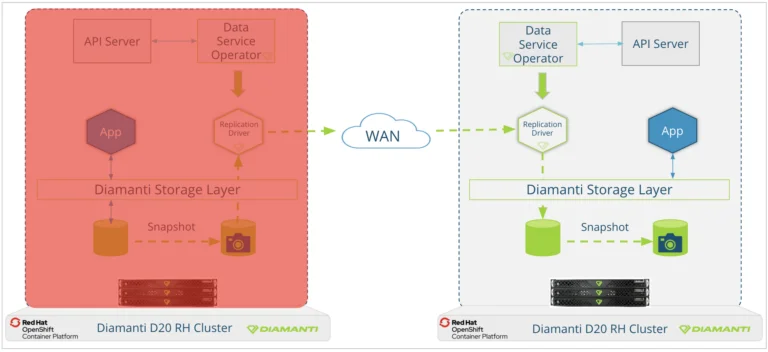 API Server
Data
Service
Operator
App
Replication
Driver
Diamanti Storage Layer
Snapshot
Red Hat
OpenShift
Container Platform
Diamanti D20 RH Cluster
DIAMANTI
WAN
Data
Service
Operator
API Server
Replication
Driver
App
Diamanti Storage Layer
Snapshot
Red Hat
OpenShift
Container Platform
Diamanti D20 RH Cluster
DIAMANTI